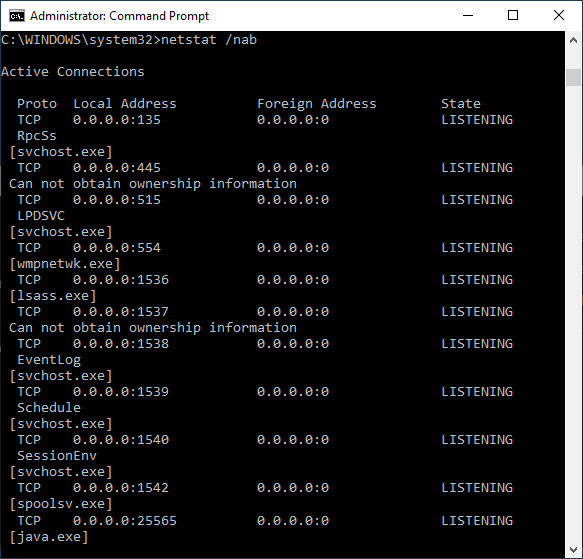 Administrator: Command Prompt
C:\WINDOWS\system32>netstat /nab
Active Connections
Proto  Local Address          Foreign Address        State
TCP    0.0.0.0:135            0.0.0.0:0              LISTENING
RpcSs
[svchost.exe]
TCP    0.0.0.0:445            0.0.0.0:0              LISTENING
Can not obtain ownership information
TCP    0.0.0.0:515            0.0.0.0:0              LISTENING
LPDSVC
[svchost.exe]
TCP    0.0.0.0:554            0.0.0.0:0              LISTENING
[wmpnetwk.exe]
TCP    0.0.0.0:1536           0.0.0.0:0              LISTENING
[lsass.exe]
TCP    0.0.0.0:1537           0.0.0.0:0              LISTENING
Can not obtain ownership information
TCP    0.0.0.0:1538           0.0.0.0:0              LISTENING
EventLog
[svchost.exe]
TCP    0.0.0.0:1539           0.0.0.0:0              LISTENING
Schedule
[svchost.exe]
TCP    0.0.0.0:1540           0.0.0.0:0              LISTENING
SessionEnv
[svchost.exe]
TCP    0.0.0.0:1542           0.0.0.0:0              LISTENING
[spoolsv.exe]
TCP    0.0.0.0:25565          0.0.0.0:0              LISTENING
[java.exe]